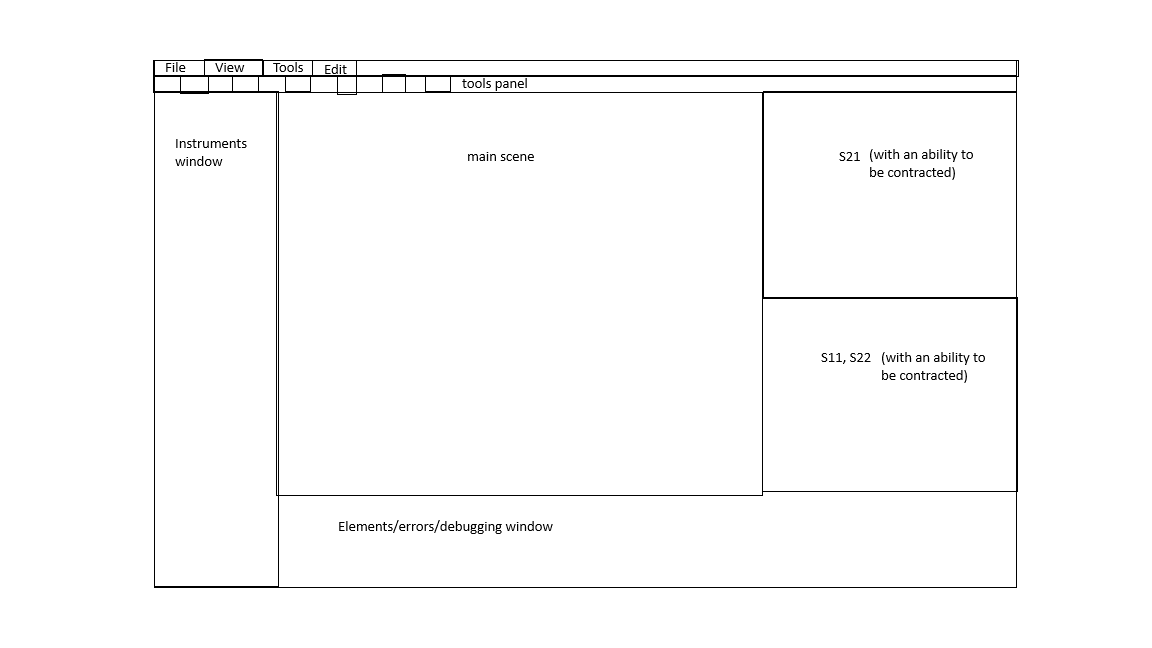 File View Tools Edit
tools panel
Instruments
window
main scene
S21 (with an ability to
be contracted)
S11, S22 (with an ability to
be contracted)
Elements/errors/debugging window